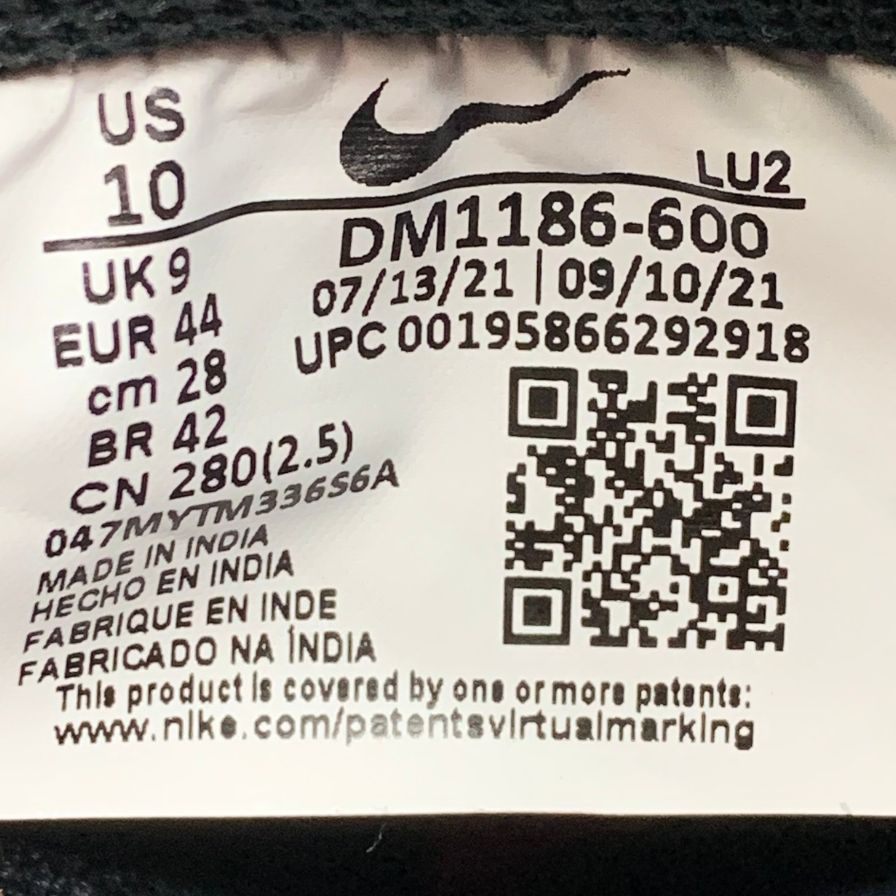 US
10
UK 9
EUR 44
cm 28
BR 42
CN 280(2.5)
047MYTM336S6A
MADE IN INDIA
HECHO EN INDIA
FABRIQUE EN INDE
FABRICADO NA ÍNDIA
LU2
DM1186-600
07/13/21 | 09/10/21
UPC 00195866292918
This product is covered by one or more patents:
www.nike.com/patentsvirtualmarking